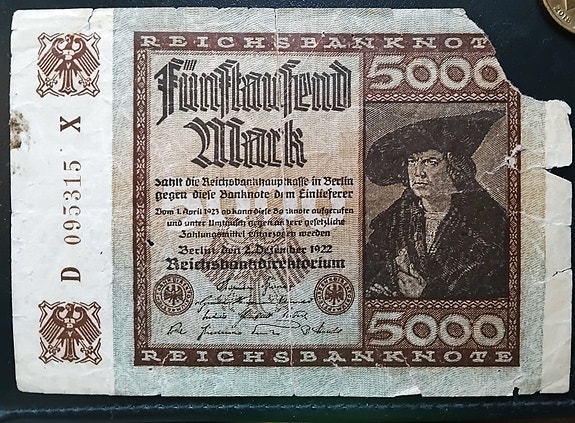 REICHSBANKNOT
Fünftausend
Mark
5000
zahlt die Reichsbankhauptkasse in Berlin
gegen diese Banknote dem Einlieferer
Vom 1. April 1923 ab kann diese Banknote aufgerufen
und unter Umtausch gegen andere gesetzliche
Zahlungsmittel eingezogen werden
Berlin, den 2. Dezember 1922
Reichsbankdirektorium
5000
REICHSBANKNOTE
D 095315 X